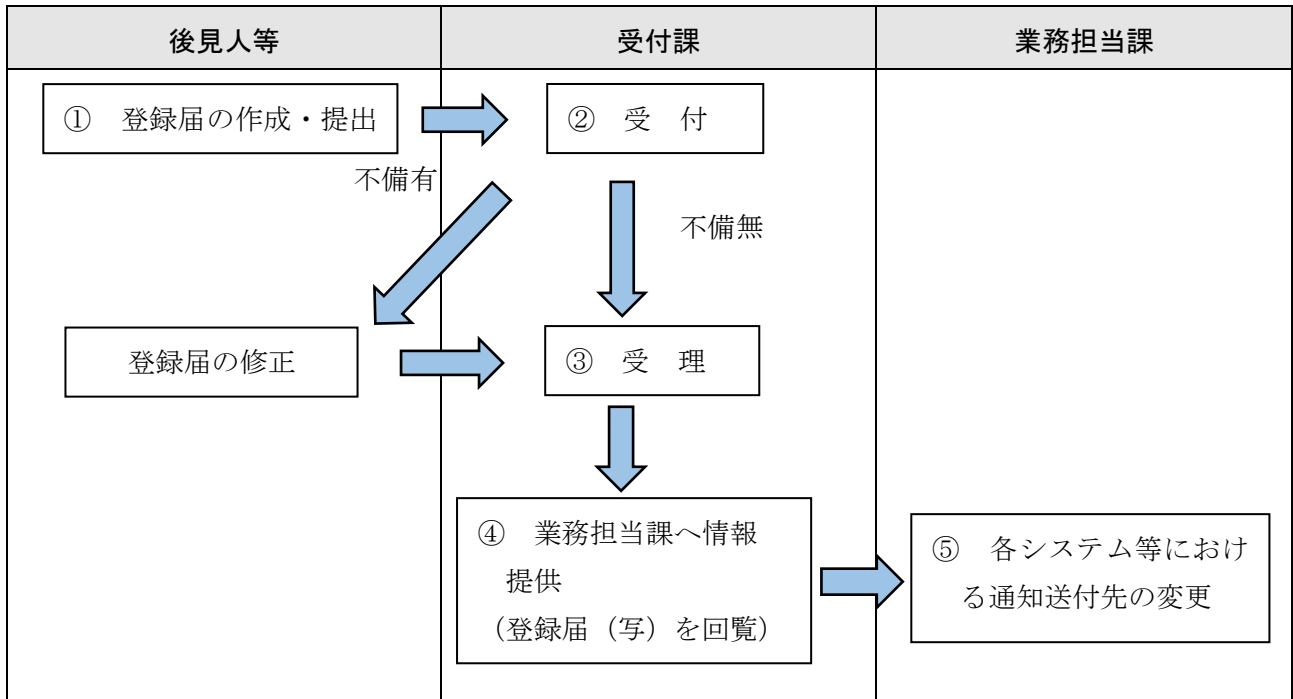 後見人等
受付課
業務担当課
① 登録届の作成・提出
② 受 付
不備有
不備無
登録届の修正
③ 受 理
④ 業務担当課へ情報
提供
（登録届（写）を回覧）
⑤ 各システム等におけ
る通知送付先の変更